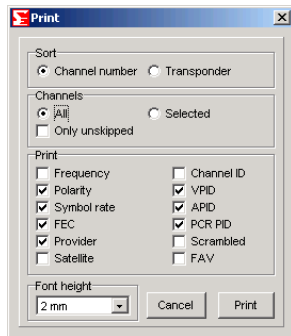 Print
Sort
Channel number Transponder
Channels
All Selected
Only unskipped
Print
Frequency Channel ID
Polarity VPID
Symbol rate APID
FEC PCR PID
Provider Scrambled
Satellite FAV
Font height
2 mm Cancel Print